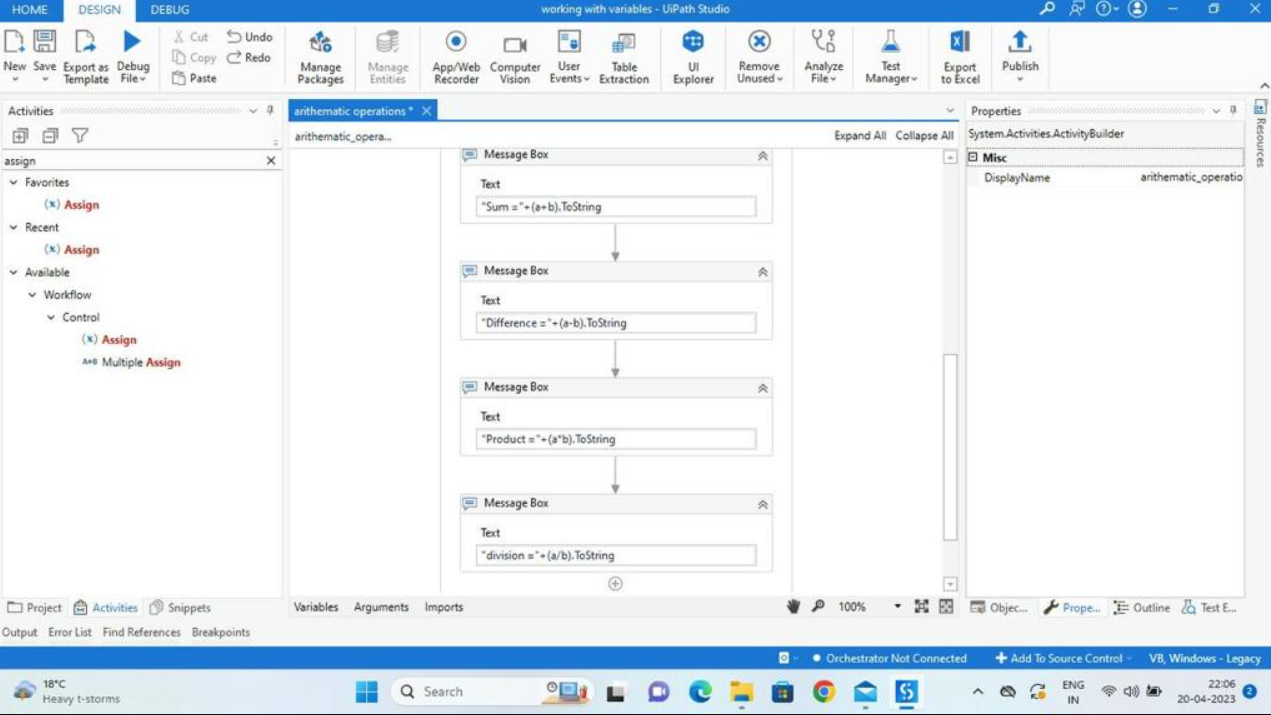 HOME DESIGN DEBUG
working with variables - UiPath Studio
New Save Export as Template Debug File
Cut Copy Paste
Undo Redo
Manage Packages
Manage Entities
App/Web Recorder
Computer Vision
User Events
Table Extraction
UI Explorer
Remove Unused
Analyze File
Test Manager
Export to Excel
Publish
Activities
assign
Favorites
(x) Assign
Recent
(x) Assign
Available
Workflow
Control
(x) Assign
A+B Multiple Assign
Project Activities Snippets
arithematic operations *
arithematic_opera...
Expand All Collapse All
Message Box
Text
"Sum ="+(a+b).ToString
Message Box
Text
"Difference ="+(a-b).ToString
Message Box
Text
"Product ="+(a*b).ToString
Message Box
Text
"division ="+(a/b).ToString
Variables Arguments Imports
100%
Properties
System.Activities.ActivityBuilder
Misc
DisplayName arithematic_operatio
Resources
Objec... Prope... Outline Test E...
Output Error List Find References Breakpoints
Orchestrator Not Connected
Add To Source Control
VB, Windows - Legacy
18°C
Heavy t-storms
Search
ENG
IN
22:06
20-04-2023
2